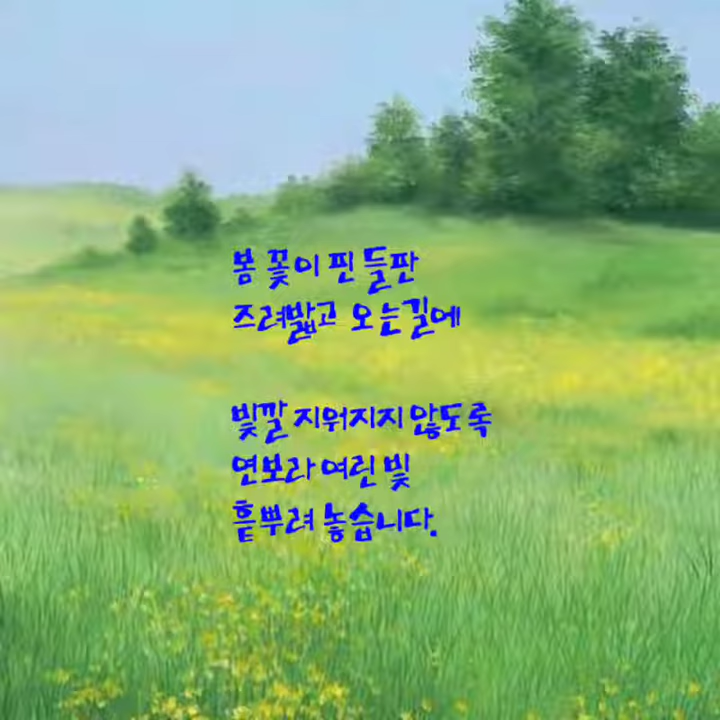 봄 꽃이 핀 들판
즈려밟고 오는길에
빛깔 지워지지 않도록
연보라 여린 빛
흩뿌려 놓습니다.